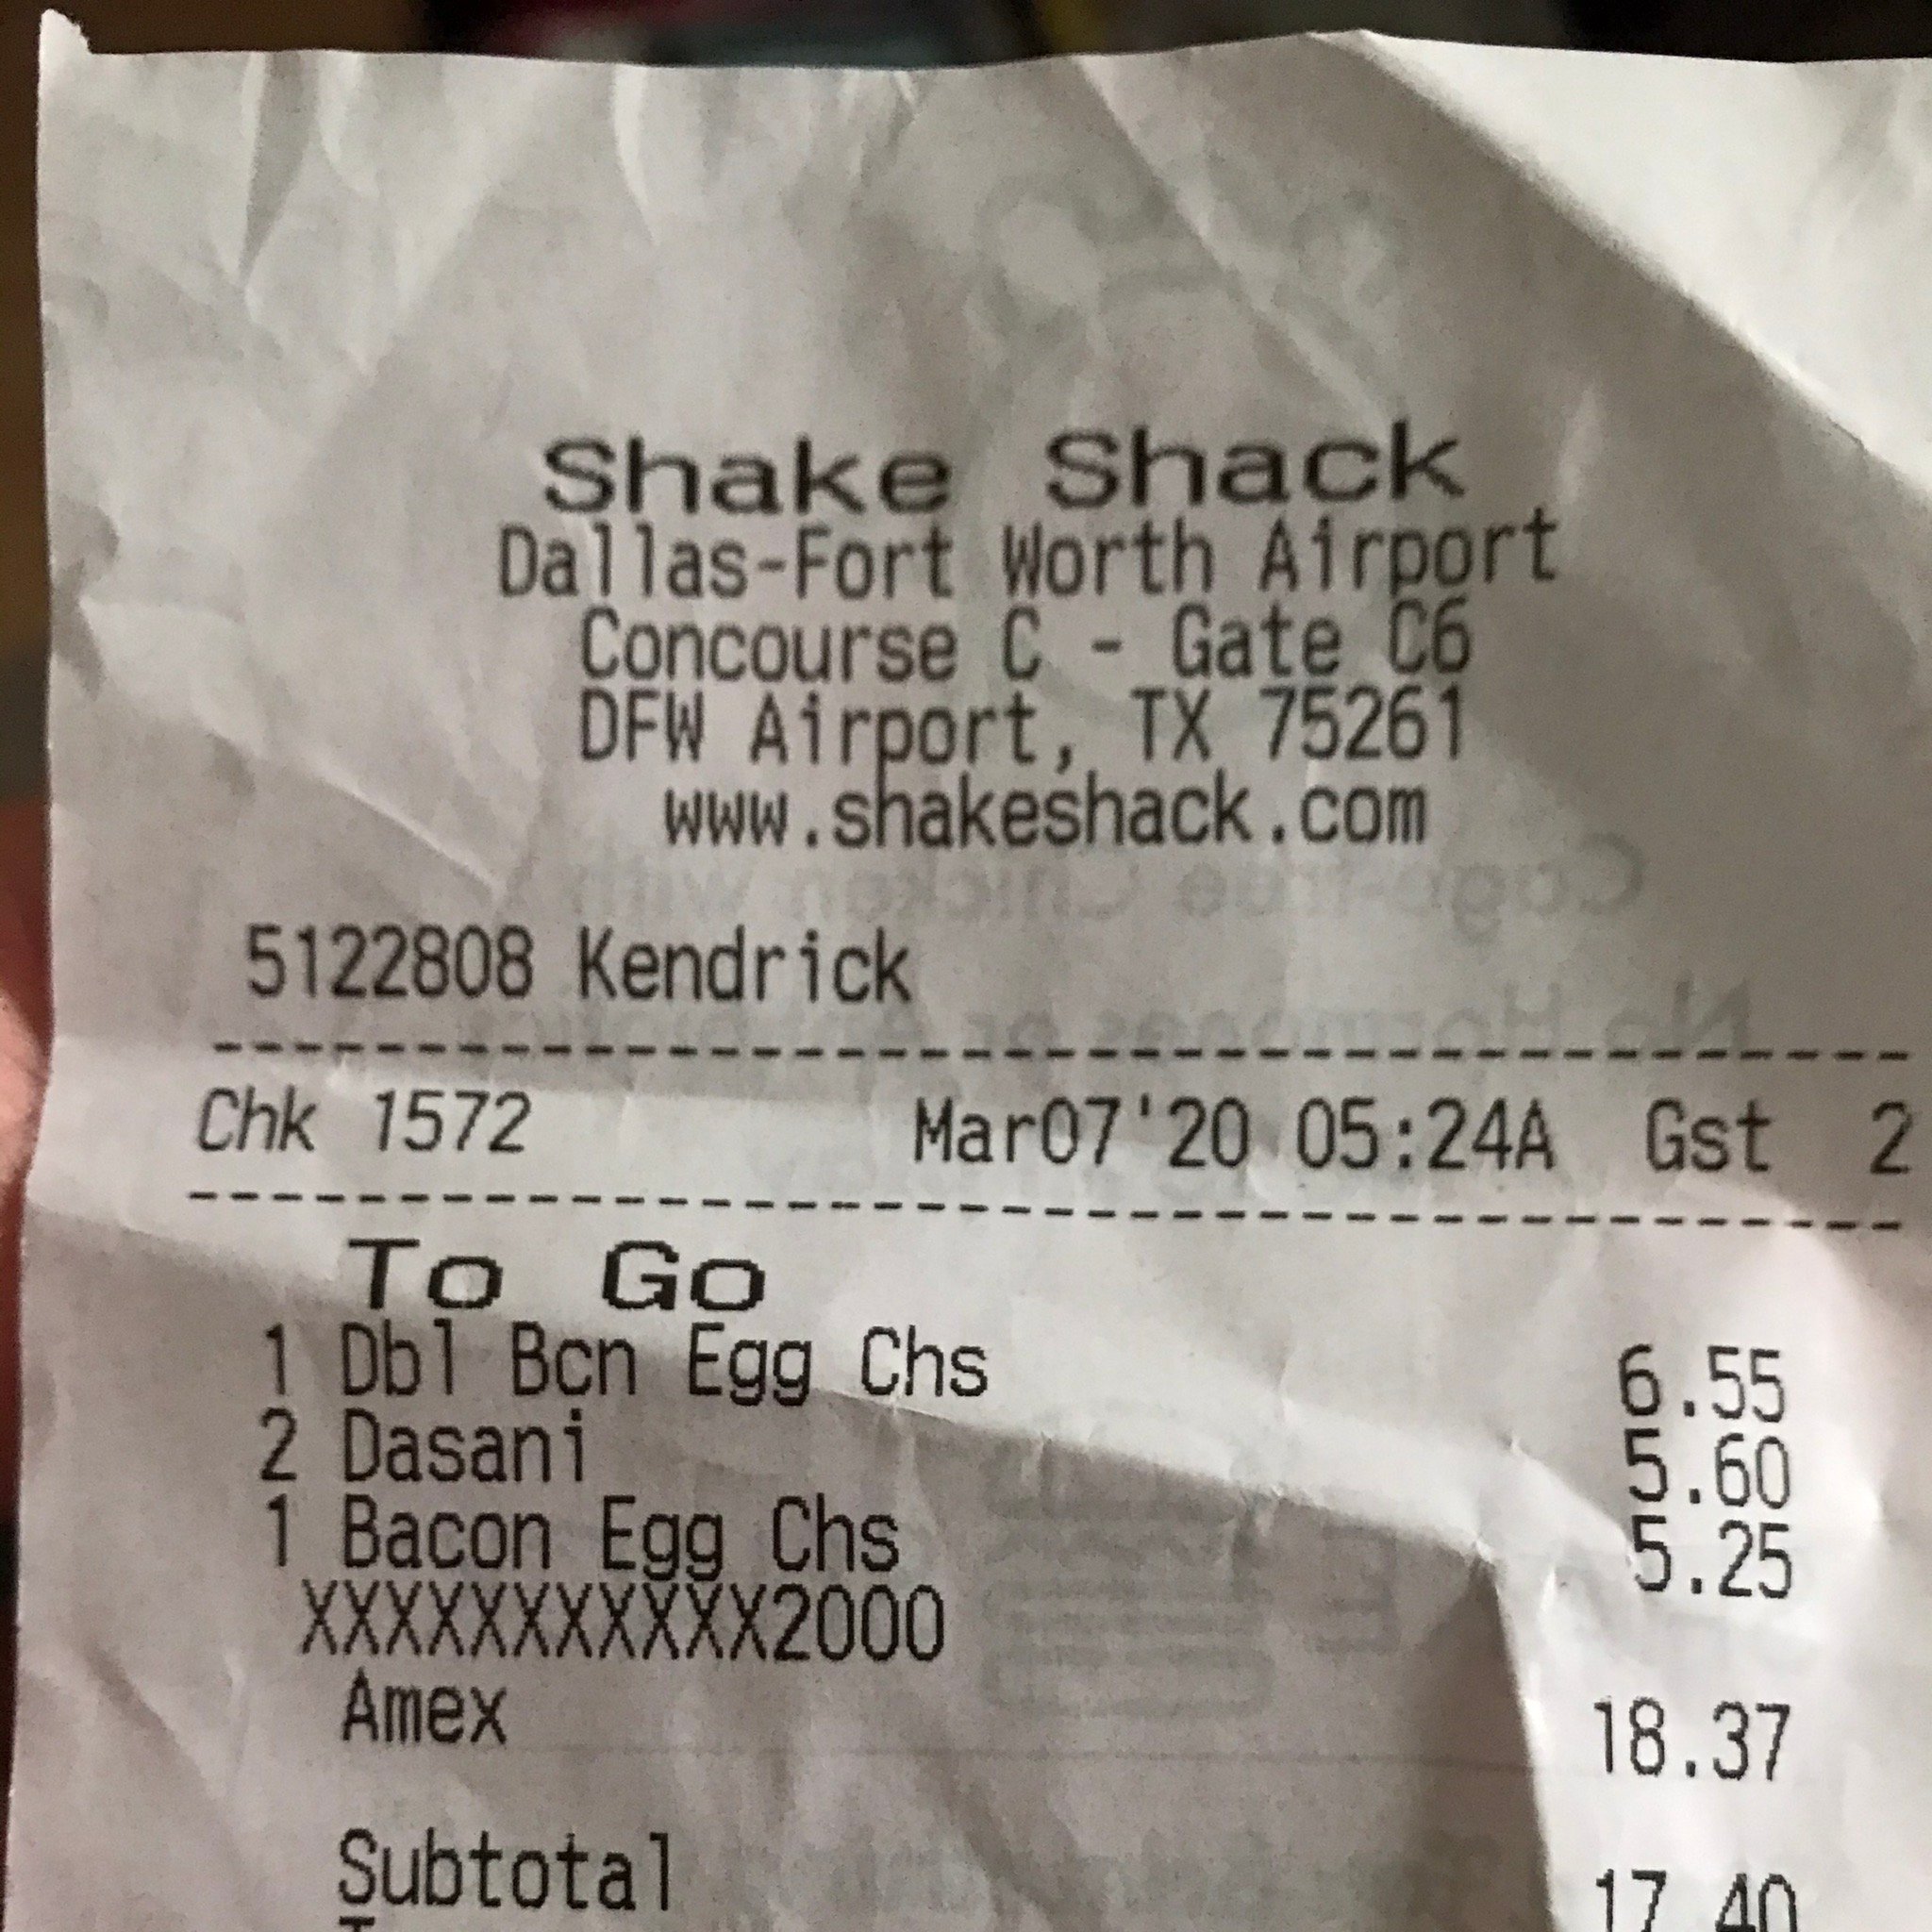 Shake Shack
Dallas-Fort Worth Airport
Concourse C - Gate C6
DFW Airport, TX 75261
www.shakeshack.com
5122808 Kendrick
Chk 1572 Mar07'20 05:24A Gst 2
To Go
1 Dbl Bcn Egg Chs 6.55
2 Dasani 5.60
1 Bacon Egg Chs 5.25
XXXXXXXXXXX2000
Amex 18.37
Subtotal 17.40